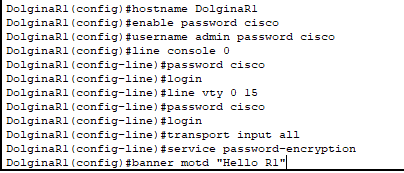 DolginaR1(config)#hostname DolginaR1
DolginaR1(config)#enable password cisco
DolginaR1(config)#username admin password cisco
DolginaR1(config)#line console 0
DolginaR1(config-line)#password cisco
DolginaR1(config-line)#login
DolginaR1(config-line)#line vty 0 15
DolginaR1(config-line)#password cisco
DolginaR1(config-line)#login
DolginaR1(config-line)#transport input all
DolginaR1(config-line)#service password-encryption
DolginaR1(config)#banner motd "Hello R1"